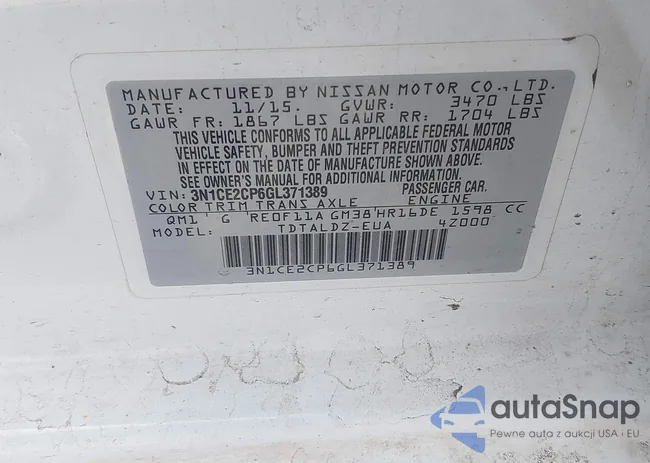 MANUFACTURED BY NISSAN MOTOR CO., LTD.
DATE: 11/15. GVWR: 3470 LBS
GAWR FR: 1867 LBS GAWR RR: 1704 LBS
THIS VEHICLE CONFORMS TO ALL APPLICABLE FEDERAL MOTOR
VEHICLE SAFETY, BUMPER AND THEFT PREVENTION STANDARDS
IN EFFECT ON THE DATE OF MANUFACTURE SHOWN ABOVE.
SEE OWNER'S MANUAL FOR ADDITIONAL INFORMATION.
VIN: 3N1CE2CP6GL371389 PASSENGER CAR.
COLOR TRIM TRANS AXLE ENGINE
QM1' G 'RE0F11A GM38'HR16DE 1598 CC
MODEL: TDTALDZ-EUA 4Z000
3N1CE2CP6GL371389
autoSnap
Pewne auta z aukcji USA i EU